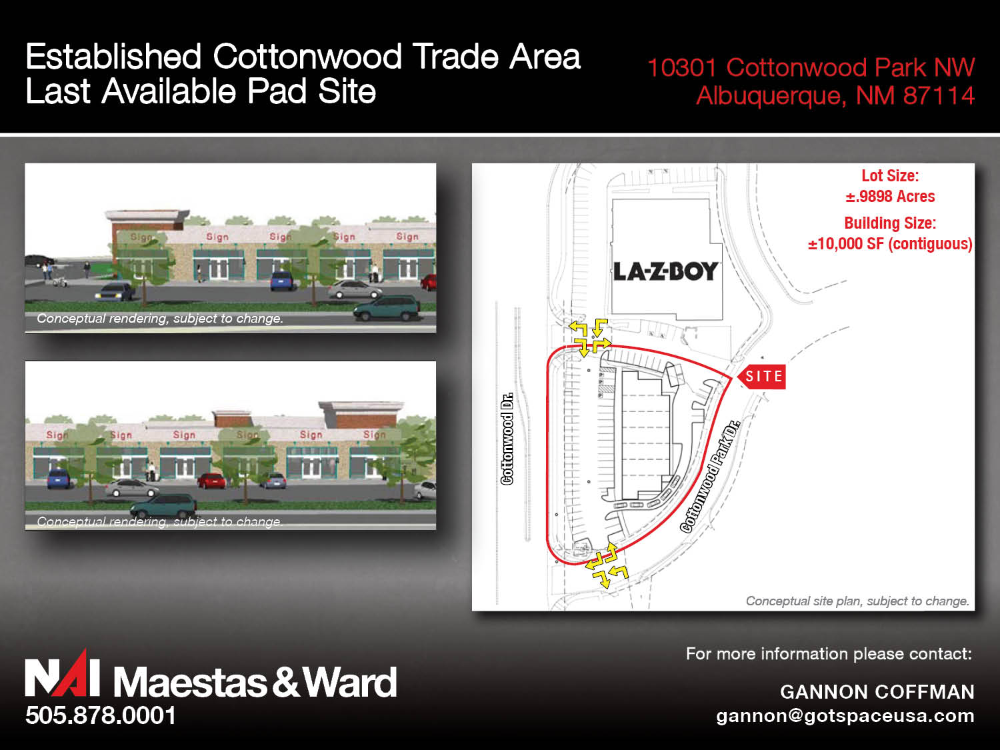 Established Cottonwood Trade Area
Last Available Pad Site
10301 Cottonwood Park NW
Albuquerque, NM 87114
Sign Sign Sign Sign Sign
Conceptual rendering, subject to change.
Sign Sign Sign Sign Sign Sign
Conceptual rendering, subject to change.
Lot Size:
±.9898 Acres
Building Size:
±10,000 SF (contiguous)
LA-Z-BOY
SITE
Cottonwood Dr.
Cottonwood Park Dr.
Conceptual site plan, subject to change.
NAI Maestas & Ward
505.878.0001
For more information please contact:
GANNON COFFMAN
gannon@gotspaceusa.com